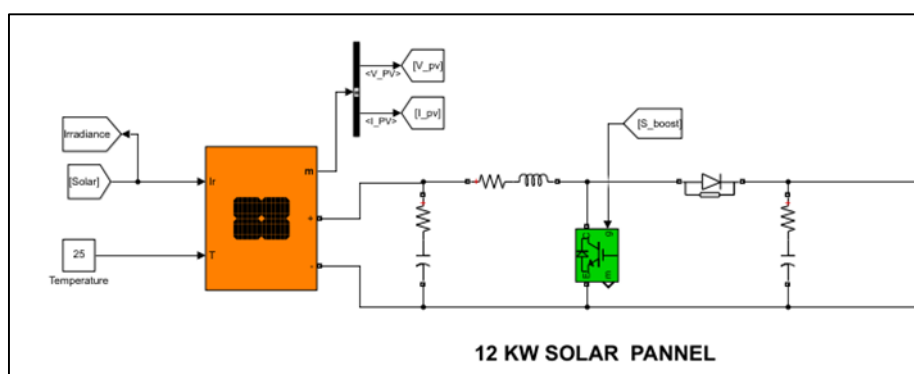 [V_pv]
<V_PV>
[I_pv]
<I_PV>
Irradiance
[S_boost]
[Solar]
Ir
m
+
T
-
25
Temperature
C
g
E
m
12 KW SOLAR PANNEL